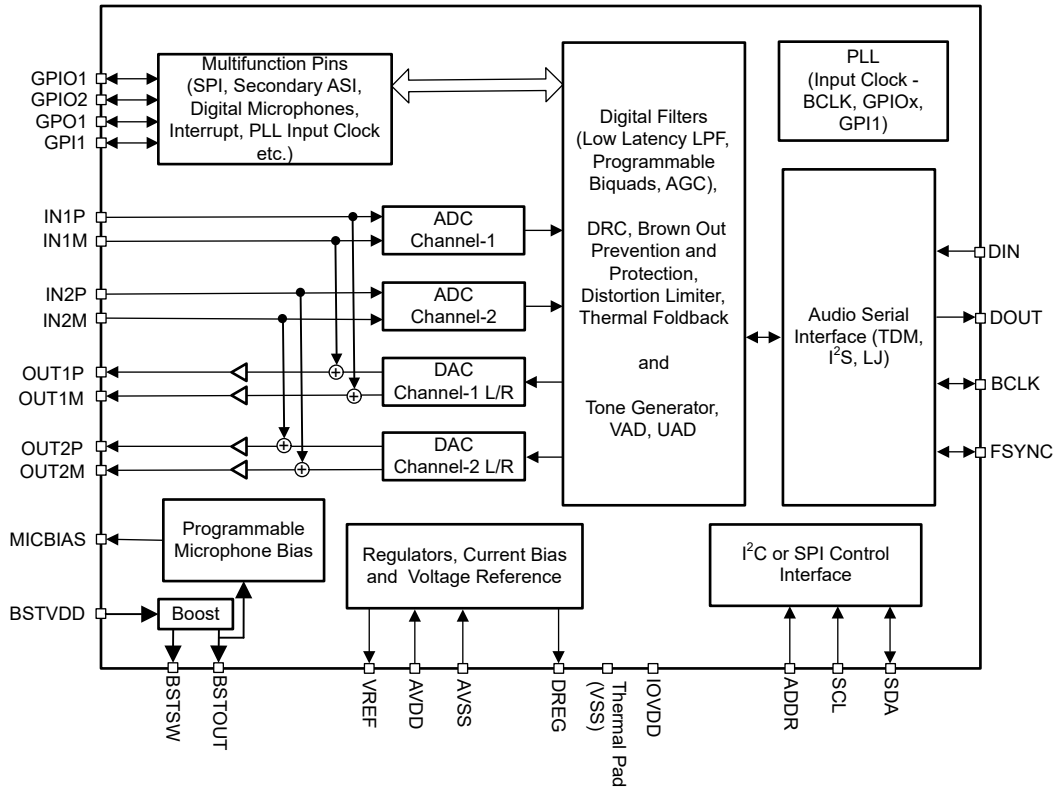 GPIO1
GPIO2
GPO1
GPI1
Multifunction Pins
(SPI, Secondary ASI,
Digital Microphones,
Interrupt, PLL Input Clock
etc.)
Digital Filters
(Low Latency LPF,
Programmable
Biquads, AGC),
DRC, Brown Out
Prevention and
Protection,
Distortion Limiter,
Thermal Foldback
and
Tone Generator,
VAD, UAD
PLL
(Input Clock -
BCLK, GPIOx,
GPI1)
IN1P
IN1M
IN2P
IN2M
OUT1P
OUT1M
OUT2P
OUT2M
ADC
Channel-1
ADC
Channel-2
DAC
Channel-1 L/R
DAC
Channel-2 L/R
Audio Serial
Interface (TDM,
I²S, LJ)
DIN
DOUT
BCLK
FSYNC
MICBIAS
Programmable
Microphone Bias
BSTVDD
Boost
Regulators, Current Bias
and Voltage Reference
I²C or SPI Control
Interface
BSTSW
BSTOUT
VREF
AVDD
AVSS
DREG
Thermal Pad
(VSS)
IOVDD
ADDR
SCL
SDA